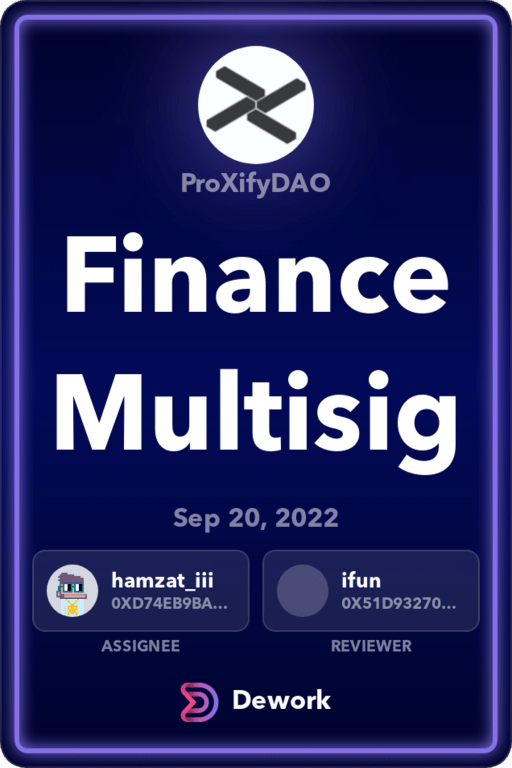 ProXifyDAO
Finance
Multisig
Sep 20, 2022
hamzat_iii
0XD74EB9BA...
ASSIGNEE
ifun
0X51D93270...
REVIEWER
Dework